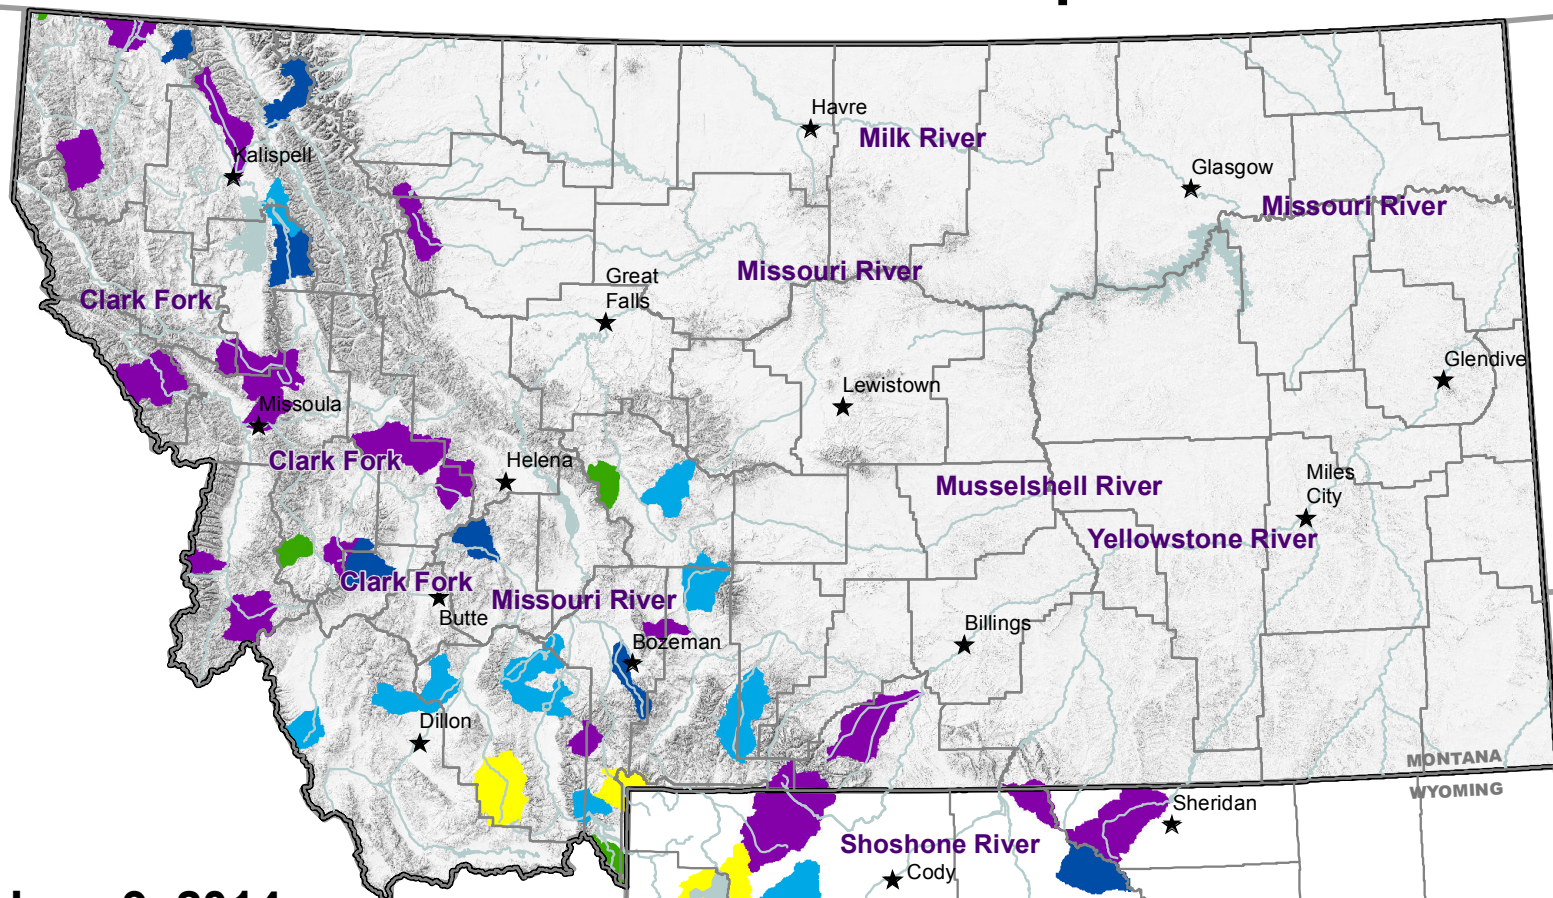 Havre
Milk River
Kalispell
Glasgow
Missouri River
Great
Falls
Missouri River
Clark Fork
Glendive
Lewistown
Missoula
Clark Fork
Helena
Miles
City
Musselshell River
Yellowstone River
Clark Fork
Missouri River
Butte
Billings
Bozeman
Dillon
MONTANA
WYOMING
Sheridan
Shoshone River
Cody